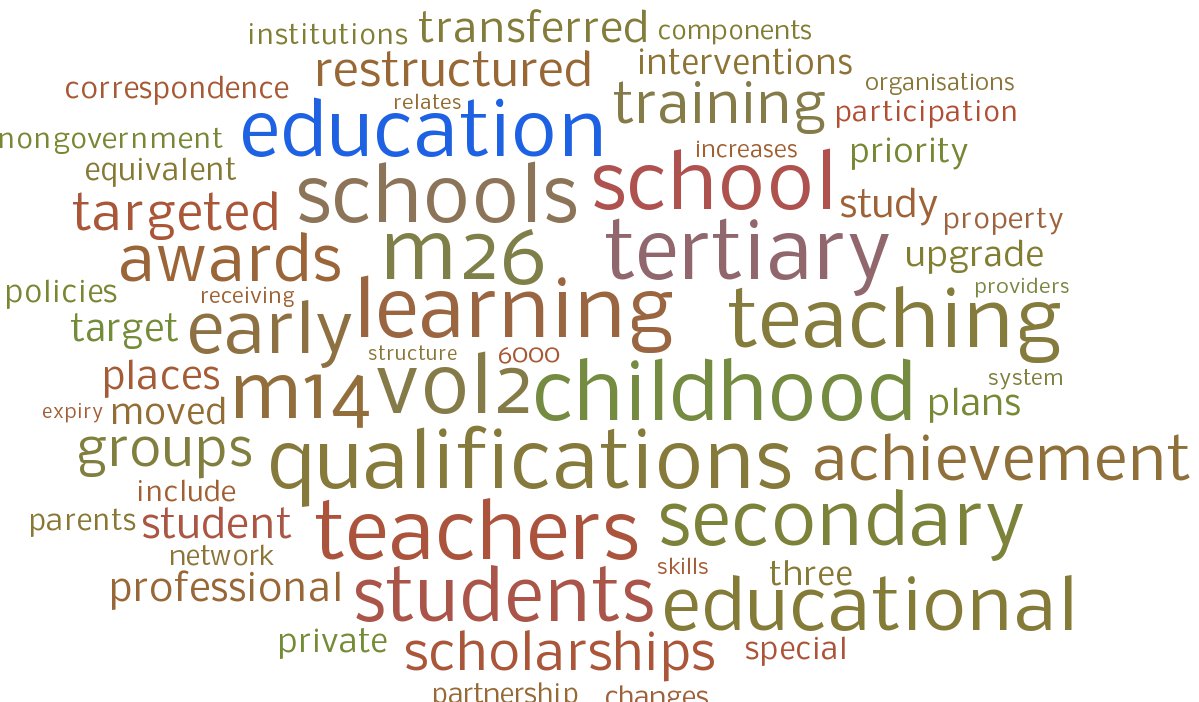 institutions transferred components
restructured interventions
correspondence relates training organisations
nongovernment education participation
equivalent increases priority
targeted schools school study property
awards m26 tertiary upgrade
policies receiving learning teaching providers
target early
places structure 6000 system
expiry moved m14 vol2 childhood plans
groups qualifications achievement
include
parents student teachers secondary
network
professional students skills three
educational
private scholarships special
partnership changes